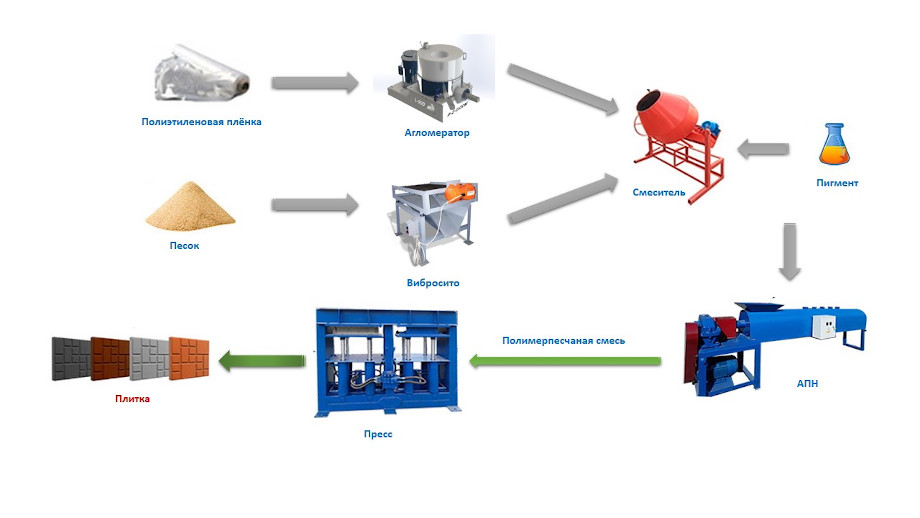 Полиэтиленовая плёнка
Агломератор
Смеситель
Пигмент
Песок
Вибросито
Полимерпесчаная смесь
АПН
Плитка
Пресс